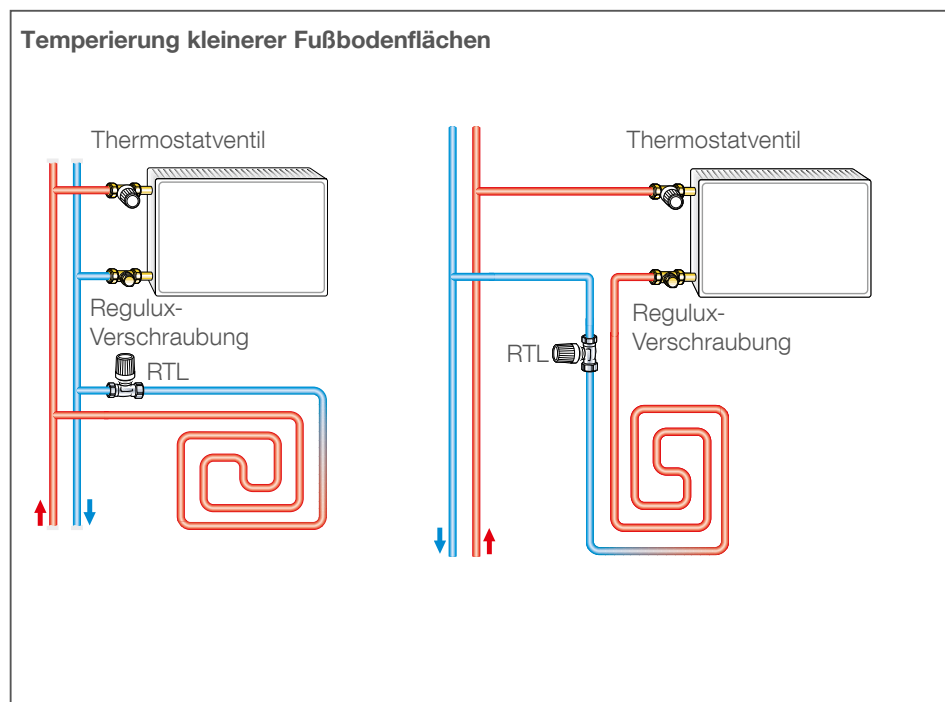 Temperierung kleinerer Fußbodenflächen
Thermostatventil
Regulux-
Verschraubung
RTL
Thermostatventil
Regulux-
Verschraubung
RTL